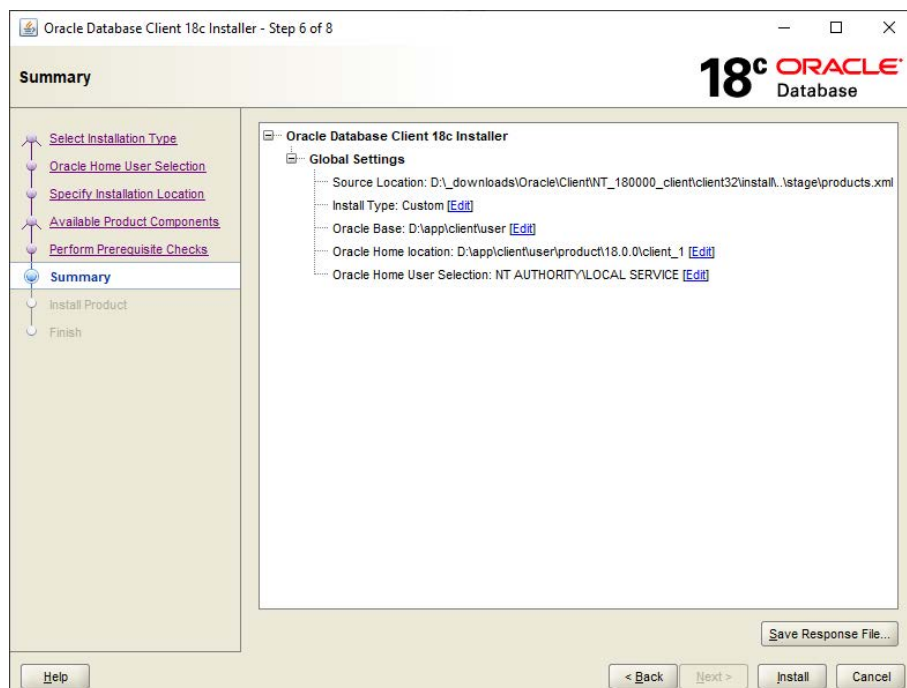 Oracle Database Client 18c Installer - Step 6 of 8
Summary
18c ORACLE
Database
Select Installation Type
Oracle Home User Selection
Specify Installation Location
Available Product Components
Perform Prerequisite Checks
Summary
Install Product
Finish
Oracle Database Client 18c Installer
Global Settings
Source Location: D:\_downloads\Oracle\Client\NT_180000_client\client32\install\..\stage\products.xml
Install Type: Custom [Edit]
Oracle Base: D:\app\client\user [Edit]
Oracle Home location: D:\app\client\user\product\18.0.0\client_1 [Edit]
Oracle Home User Selection: NT AUTHORITY\LOCAL SERVICE [Edit]
Save Response File...
Help
< Back
Next >
Install
Cancel